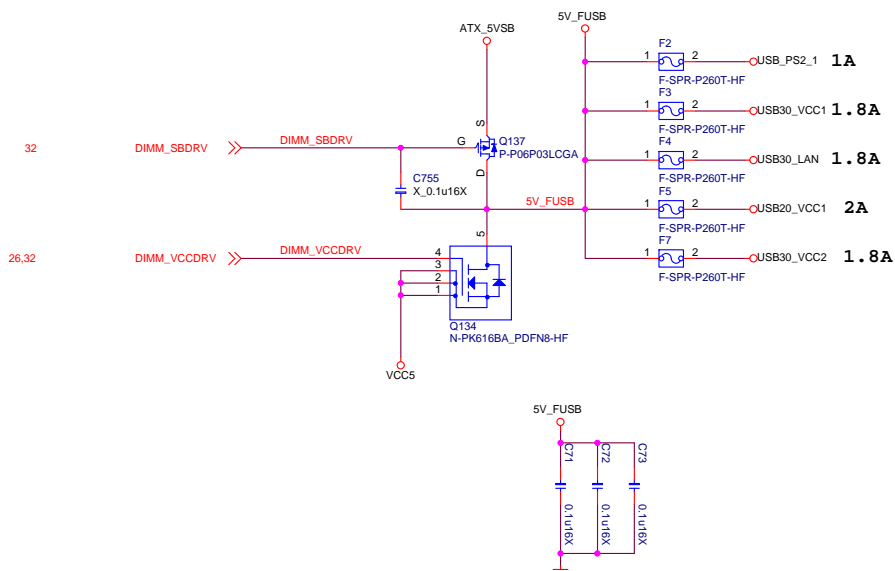 5V_FUSB
ATX_5VSB
F2
1 2 USB_PS2_1 1A
F-SPR-P260T-HF
F3
1 2 USB30_VCC1 1.8A
F-SPR-P260T-HF
F4
1 2 USB30_LAN 1.8A
F-SPR-P260T-HF
F5
1 2 USB20_VCC1 2A
F-SPR-P260T-HF
F7
1 2 USB30_VCC2 1.8A
F-SPR-P260T-HF
S
32 DIMM_SBDRV DIMM_SBDRV G Q137
P-P06P03LCGA
D
C755
X_0.1u16X
5V_FUSB
5
26,32 DIMM_VCCDRV DIMM_VCCDRV 4
3
2
1
Q134
N-PK616BA_PDFN8-HF
VCC5
5V_FUSB
C71 C72 C73
0.1u16X 0.1u16X 0.1u16X